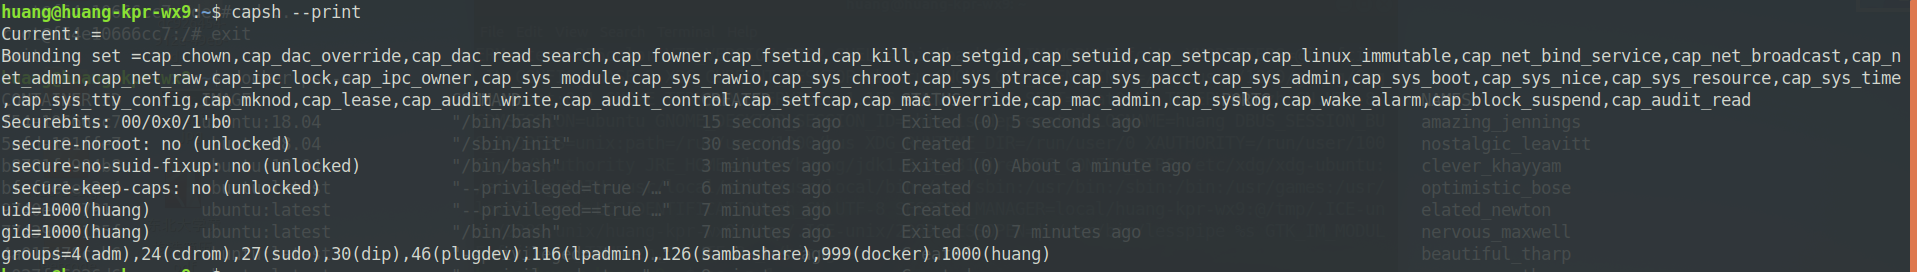 huang@huang-kpr-wx9:~$ capsh --print
Current: =
Bounding set =cap_chown,cap_dac_override,cap_dac_read_search,cap_fowner,cap_fsetid,cap_kill,cap_setgid,cap_setuid,cap_setpcap,cap_linux_immutable,cap_net_bind_service,cap_net_broadcast,cap_n
et_admin,cap_net_raw,cap_ipc_lock,cap_ipc_owner,cap_sys_module,cap_sys_rawio,cap_sys_chroot,cap_sys_ptrace,cap_sys_pacct,cap_sys_admin,cap_sys_boot,cap_sys_nice,cap_sys_resource,cap_sys_time
,cap_sys_tty_config,cap_mknod,cap_lease,cap_audit_write,cap_audit_control,cap_setfcap,cap_mac_override,cap_mac_admin,cap_syslog,cap_wake_alarm,cap_block_suspend,cap_audit_read
Securebits: 00/0x0/1'b0
ubuntu:18.04 "/bin/bash" 15 seconds ago Exited (0) 5 seconds ago amazing_jennings
secure-noroot: no (unlocked)
"/sbin/init" 30 seconds ago Created nostalgic_leavitt
secure-no-suid-fixup: no (unlocked)
"/bin/bash" 3 minutes ago Exited (0) About a minute ago clever_khayyam
secure-keep-caps: no (unlocked)
"--privileged=true /…" 6 minutes ago Created optimistic_bose
uid=1000(huang)
ubuntu:latest "--privileged==true …" 7 minutes ago Created elated_newton
gid=1000(huang)
ubuntu:latest "/bin/bash" 7 minutes ago Exited (0) 7 minutes ago nervous_maxwell
groups=4(adm),24(cdrom),27(sudo),30(dip),46(plugdev),116(lpadmin),126(sambashare),999(docker),1000(huang)
beautiful_tharp